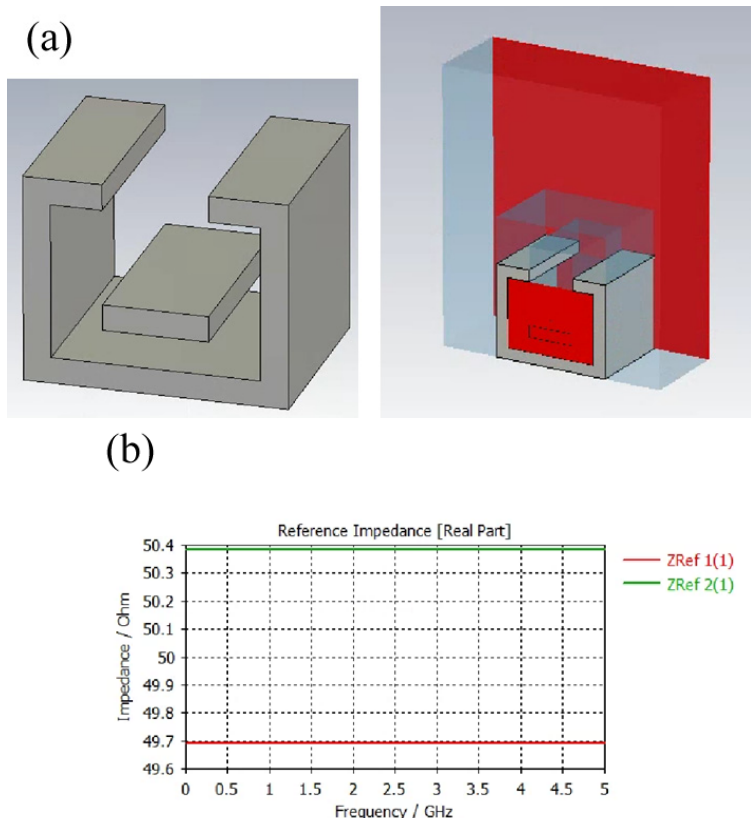 (a)
(b)
Reference Impedance [Real Part]
Impedance / Ohm
50.4
50.3
50.2
50.1
50
49.9
49.8
49.7
49.6
0 0.5 1 1.5 2 2.5 3 3.5 4 4.5 5
Frequency / GHz
ZRef 1(1)
ZRef 2(1)